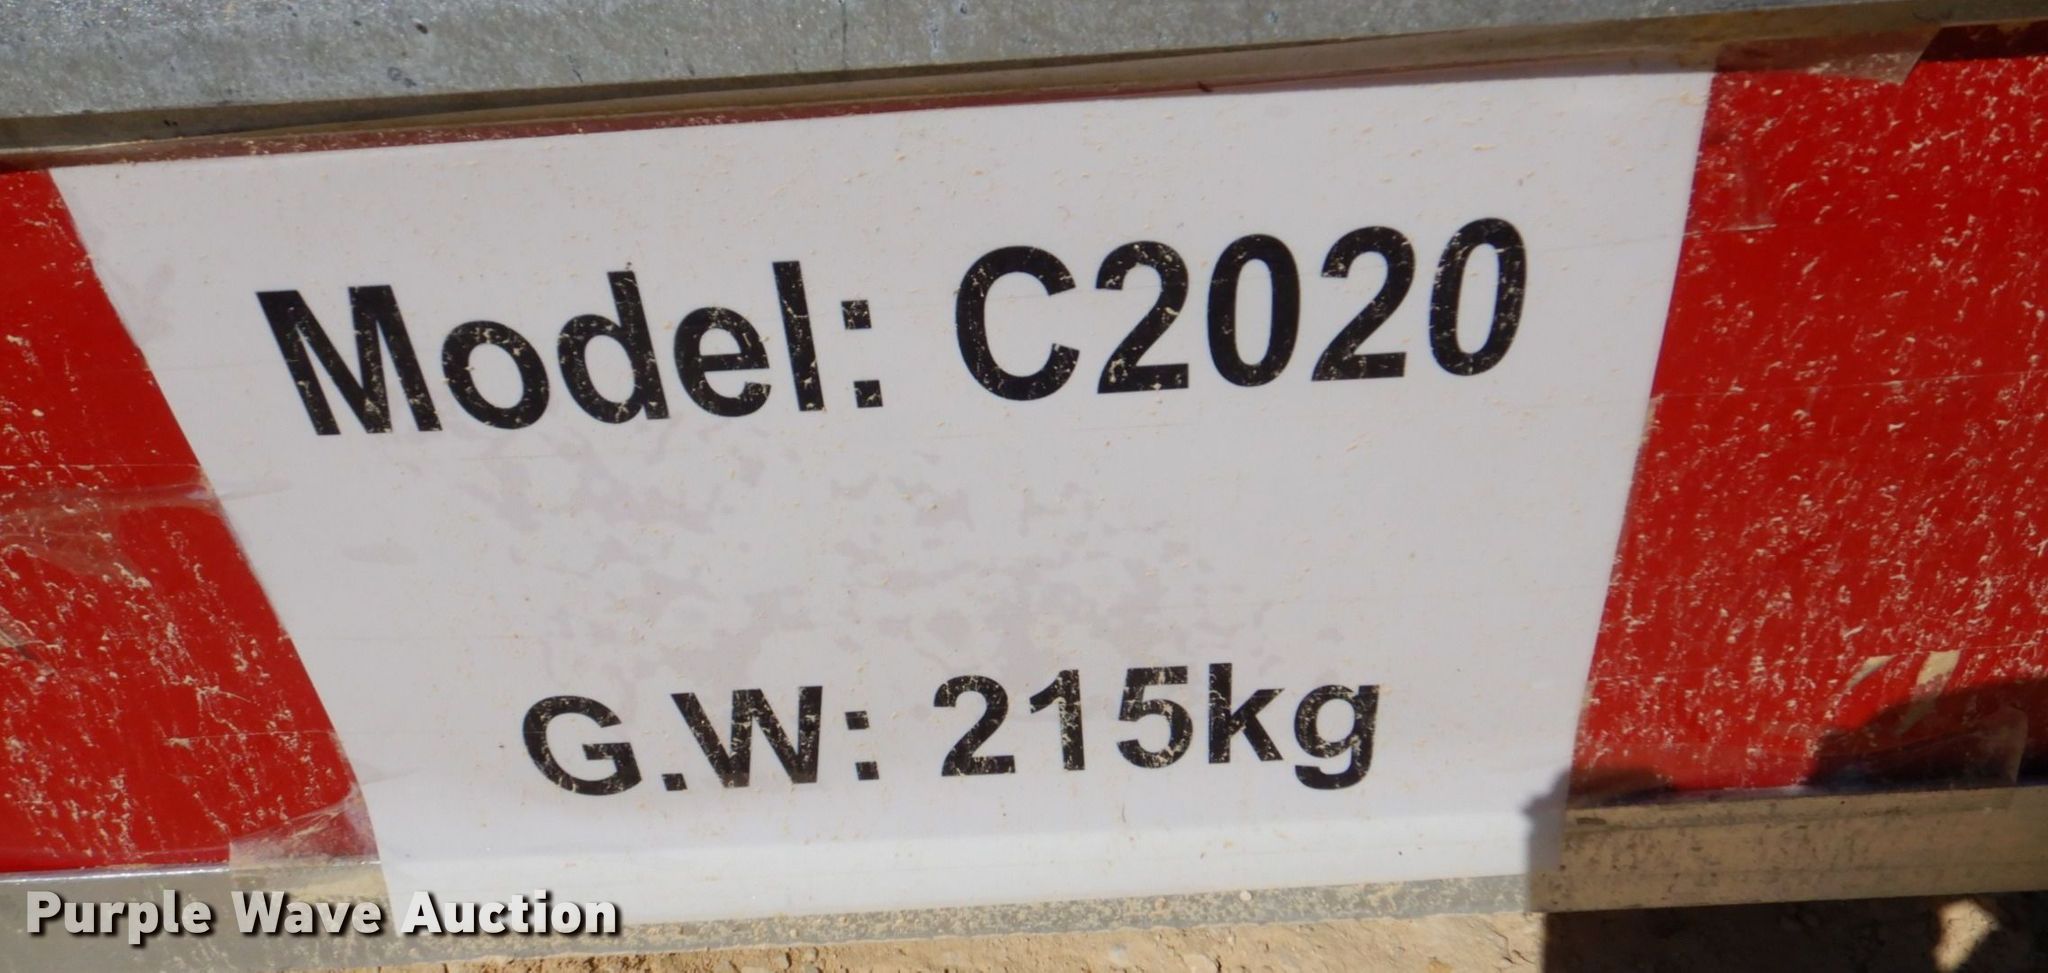 Model: C2020
G.W: 215kg
Purple Wave Auction